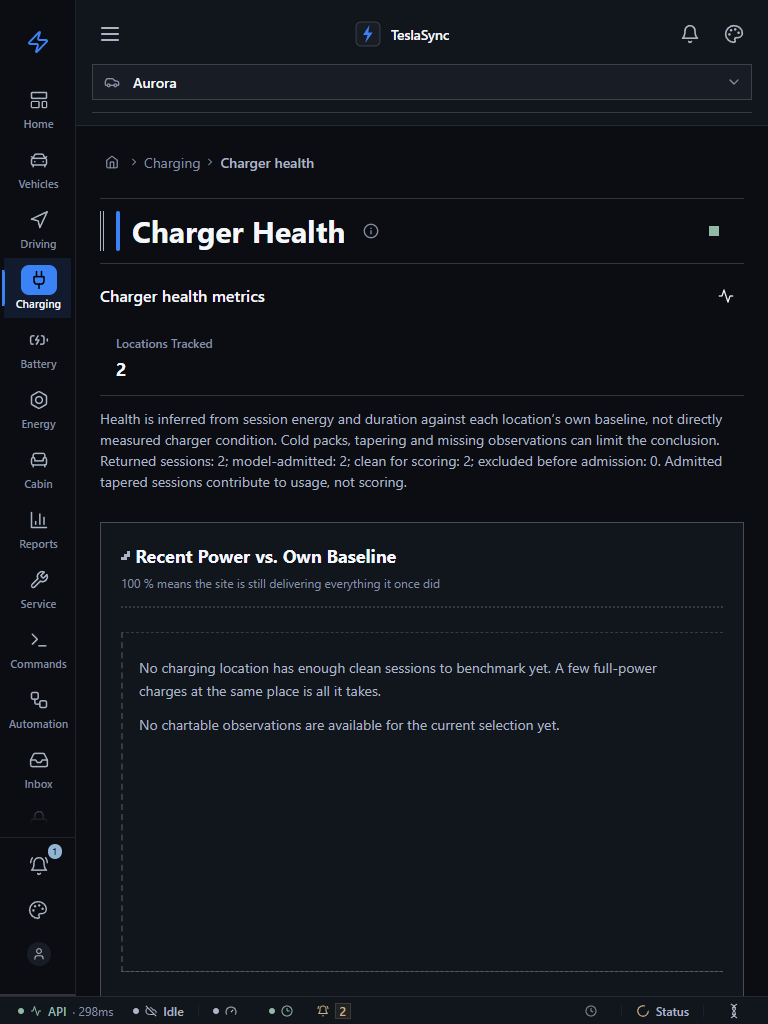 TeslaSync
Aurora
Home
Vehicles
Driving
Charging
Battery
Energy
Cabin
Reports
Service
Commands
Automation
Inbox
1
Charging > Charger health
Charger Health
Charger health metrics
Locations Tracked
2
Health is inferred from session energy and duration against each location’s own baseline, not directly
measured charger condition. Cold packs, tapering and missing observations can limit the conclusion.
Returned sessions: 2; model-admitted: 2; clean for scoring: 2; excluded before admission: 0. Admitted
tapered sessions contribute to usage, not scoring.
Recent Power vs. Own Baseline
100 % means the site is still delivering everything it once did
No charging location has enough clean sessions to benchmark yet. A few full-power
charges at the same place is all it takes.
No chartable observations are available for the current selection yet.
API · 298ms Idle 2 Status